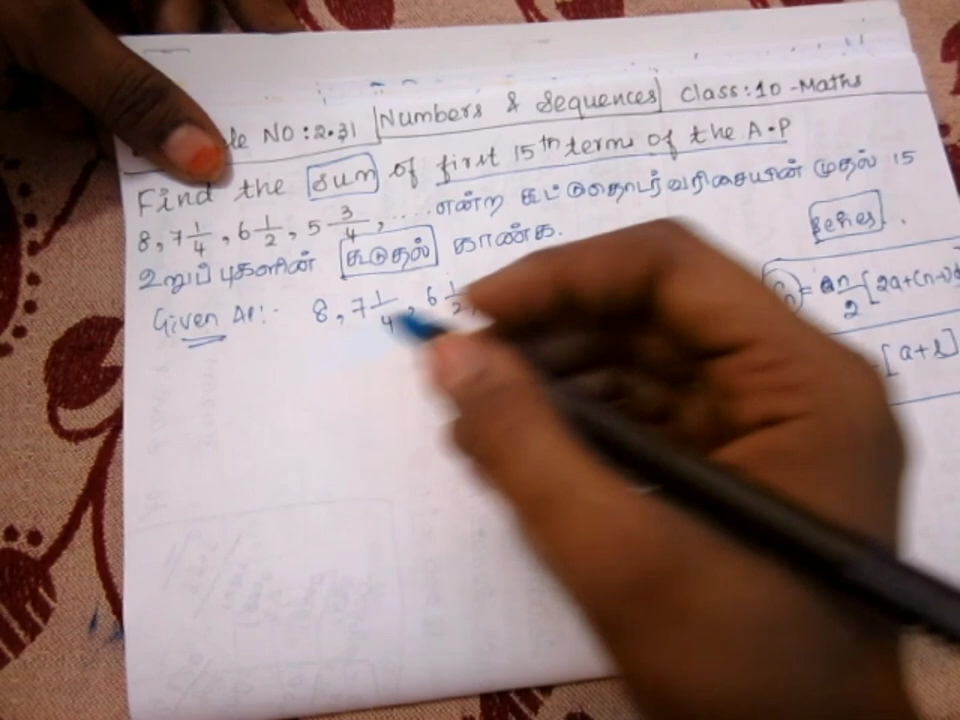 le NO : 2.31 Numbers & Sequences Class : 10 - Maths
Find the sum of first 15th term of the A.P
8, 7 1/4, 6 1/2, 5 3/4, ..... என்ற கூட்டுத்தொடர் வரிசையின் முதல் 15
உறுப்புகளின் கூடுதல் காண்க.
series.
Given AP:- 8, 7 1/4, 6 1/2
= n/2 [2a+(n-1)d
[a+l]